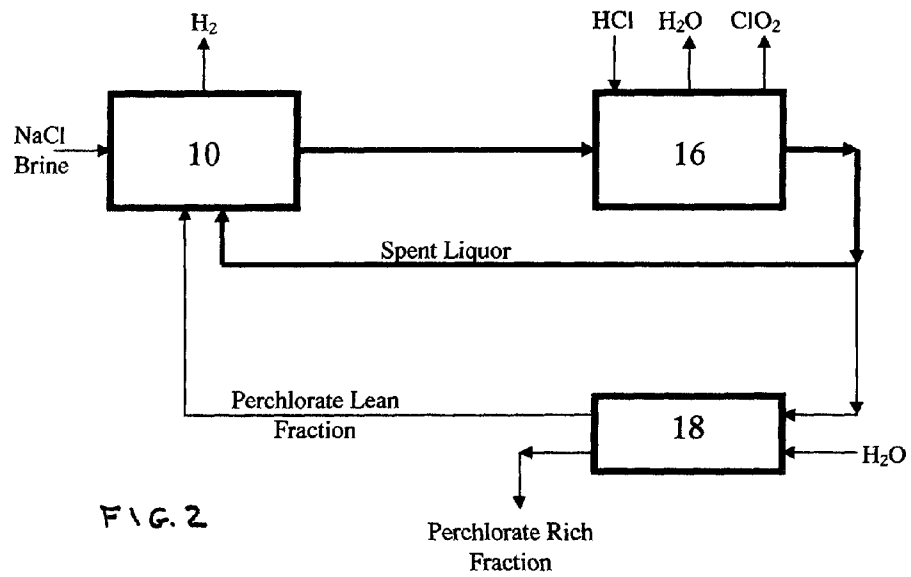 H2
HCl H2O ClO2
NaCl
Brine
10
16
Spent Liquor
Perchlorate Lean
Fraction
18
H2O
FIG.2
Perchlorate Rich
Fraction